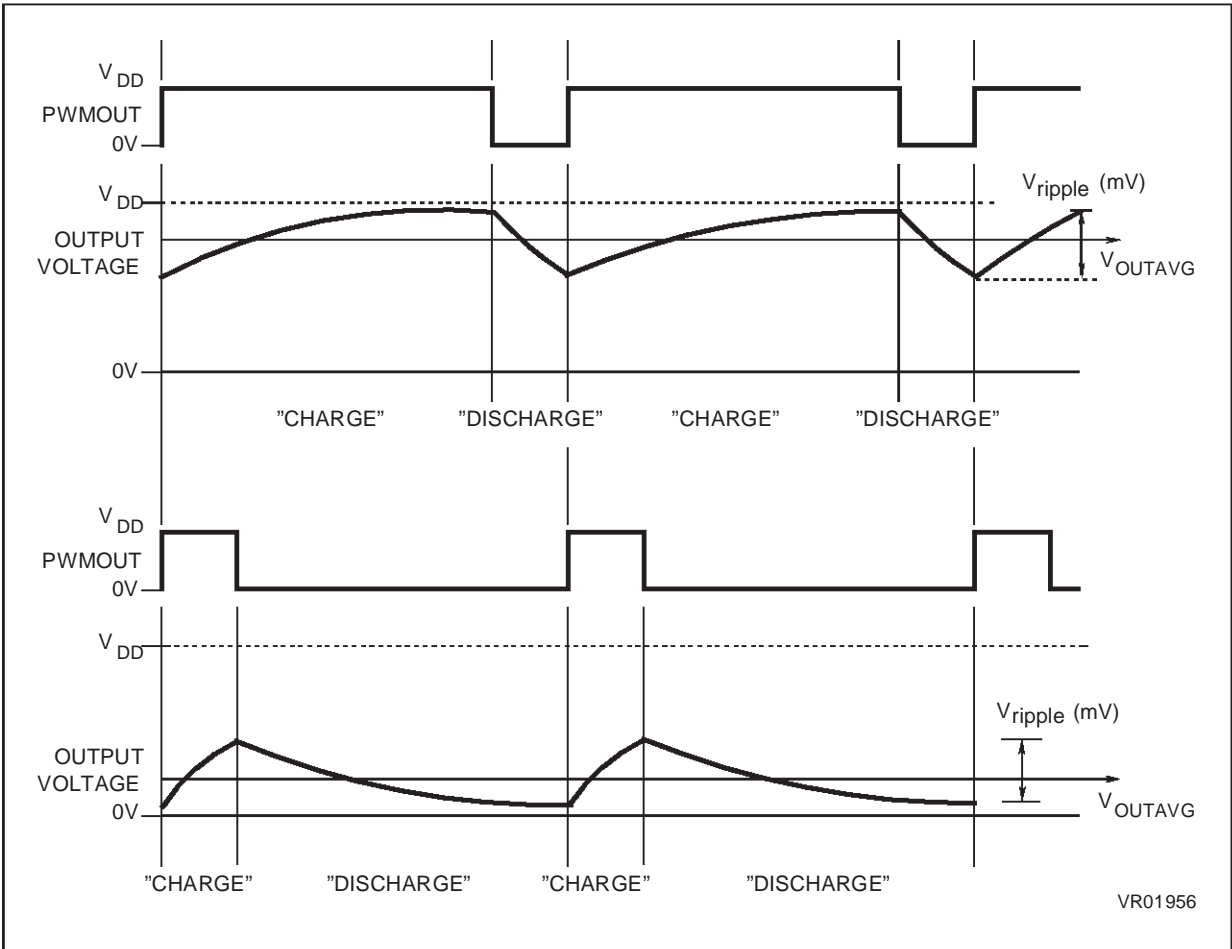 V DD
PWMOUT
0V
V DD
V ripple (mV)
OUTPUT
VOLTAGE
V OUTAVG
0V
”CHARGE” ”DISCHARGE” ”CHARGE” ”DISCHARGE”
V DD
PWMOUT
0V
V DD
V ripple (mV)
OUTPUT
VOLTAGE
0V
V OUTAVG
”CHARGE” ”DISCHARGE” ”CHARGE” ”DISCHARGE”
VR01956